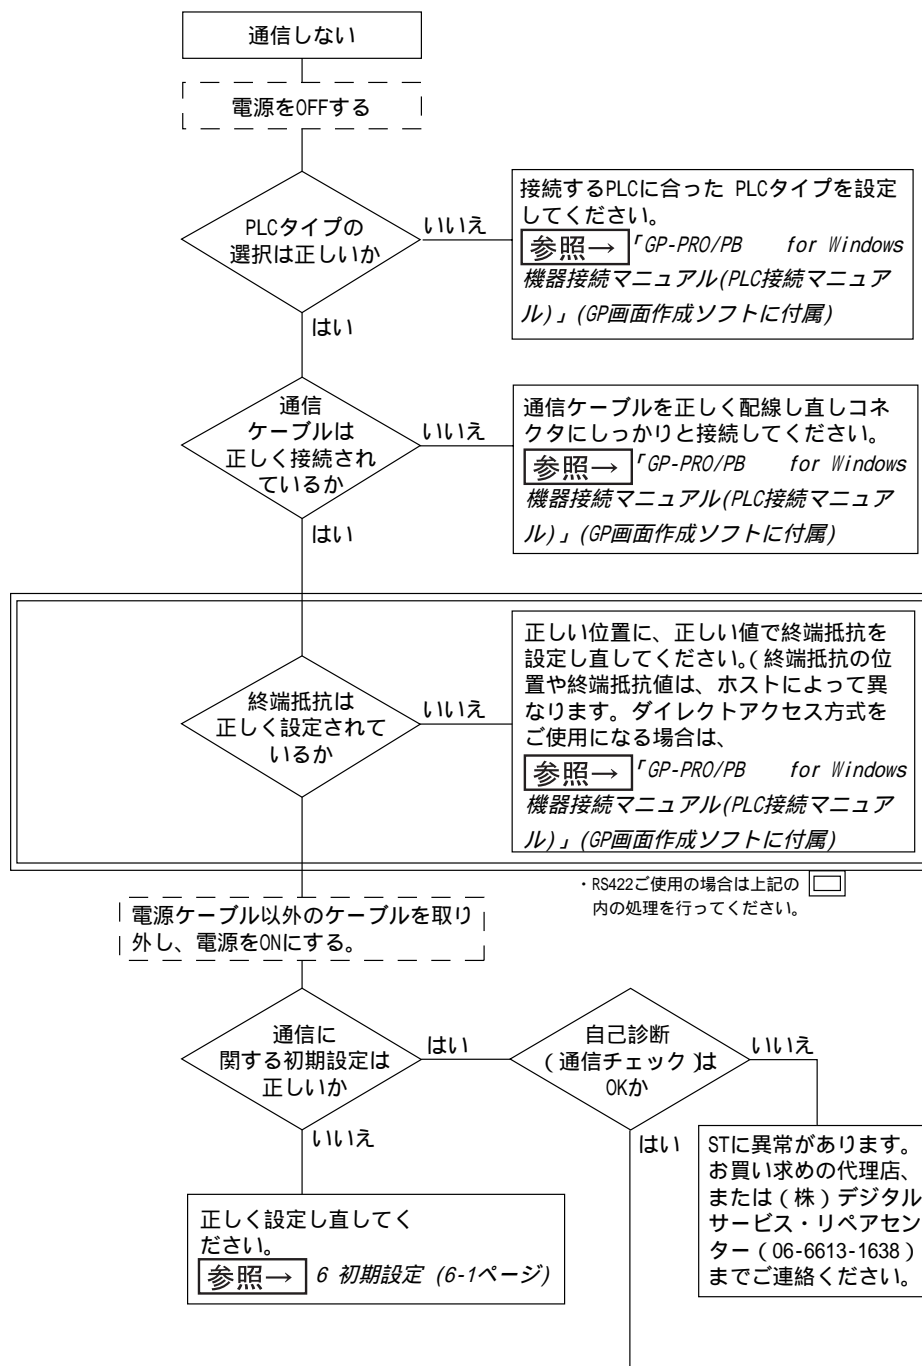 通信しない
電源をOFFする
PLCタイプの
選択は正しいか
いいえ
はい
接続するPLCに合った PLCタイプを設定
してください。
参照→ 「GP-PRO/PB for Windows
機器接続マニュアル(PLC接続マニュア
ル)」(GP画面作成ソフトに付属)
通信
ケーブルは
正しく接続され
ているか
いいえ
はい
通信ケーブルを正しく配線し直しコネ
クタにしっかりと接続してください。
参照→ 「GP-PRO/PB for Windows
機器接続マニュアル(PLC接続マニュア
ル)」(GP画面作成ソフトに付属)
終端抵抗は
正しく設定されて
いるか
いいえ
正しい位置に、正しい値で終端抵抗を
設定し直してください。(終端抵抗の位
置や終端抵抗値は、ホストによって異
なります。ダイレクトアクセス方式を
ご使用になる場合は、
参照→ 「GP-PRO/PB for Windows
機器接続マニュアル(PLC接続マニュア
ル)」(GP画面作成ソフトに付属)
・RS422ご使用の場合は上記の
内の処理を行ってください。
電源ケーブル以外のケーブルを取り
外し、電源をONにする。
通信に
関する初期設定は
正しいか
はい
いいえ
自己診断
(通信チェック)は
OKか
いいえ
はい
正しく設定し直してく
ださい。
参照→ 6 初期設定 (6-1ページ)
STに異常があります。
お買い求めの代理店、
または(株)デジタル
サービス・リペアセン
ター(06-6613-1638)
までご連絡ください。